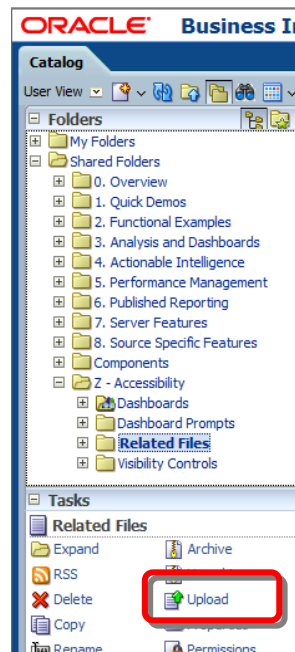 ORACLE Business In
Catalog
User View
Folders
My Folders
Shared Folders
0. Overview
1. Quick Demos
2. Functional Examples
3. Analysis and Dashboards
4. Actionable Intelligence
5. Performance Management
6. Published Reporting
7. Server Features
8. Source Specific Features
Components
Z - Accessibility
Dashboards
Dashboard Prompts
Related Files
Visibility Controls
Tasks
Related Files
Expand Archive
RSS
Delete Upload
Copy
Rename Permissions